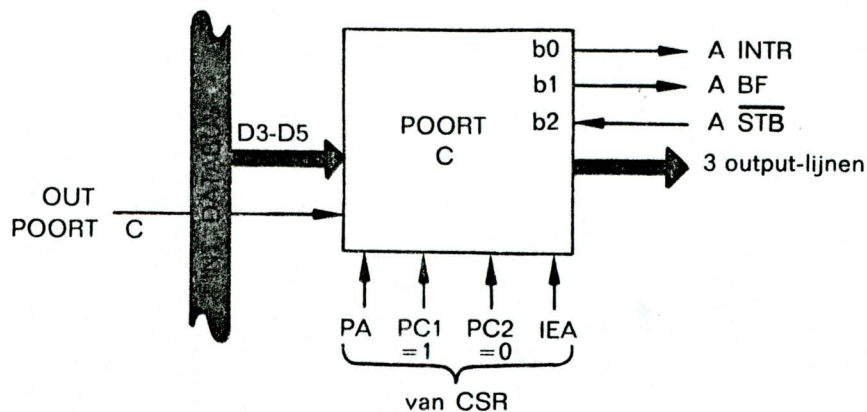 b0 A INTR
b1 A BF
b2 A STB
D3-D5
POORT
C
3 output-lijnen
OUT
POORT C
PA PC1 PC2 IEA
=1 =0
van CSR